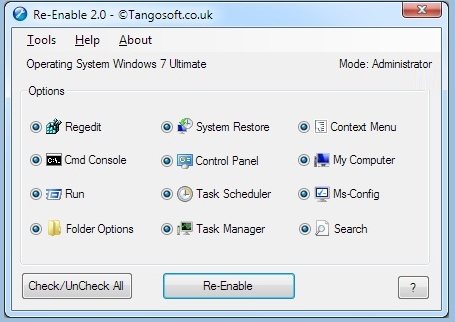 Re-Enable 2.0 - ©Tangosoft.co.uk
Tools Help About
Operating System Windows 7 Ultimate Mode: Administrator
Options
Regedit System Restore Context Menu
C:\. Cmd Console Control Panel My Computer
Run Task Scheduler Ms-Config
Folder Options Task Manager Search
Check/UnCheck All Re-Enable ?